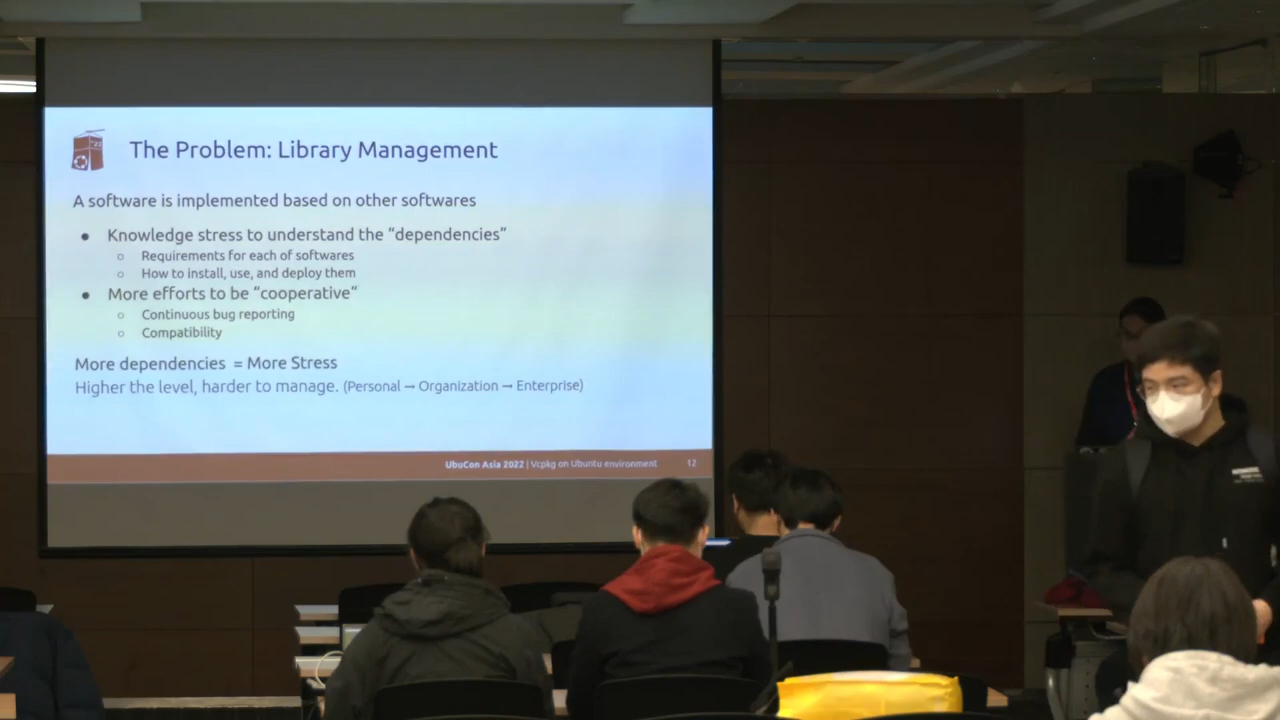 The Problem: Library Management
A software is implemented based on other softwares
● Knowledge stress to understand the “dependencies”
○ Requirements for each of softwares
○ How to install, use, and deploy them
● More efforts to be “cooperative“
○ Continuous bug reporting
○ Compatibility
More dependencies = More Stress
Higher the level, harder to manage. (Personal → Organization → Enterprise)
UbuCon Asia 2022 | Vcpkg on Ubuntu environment 12